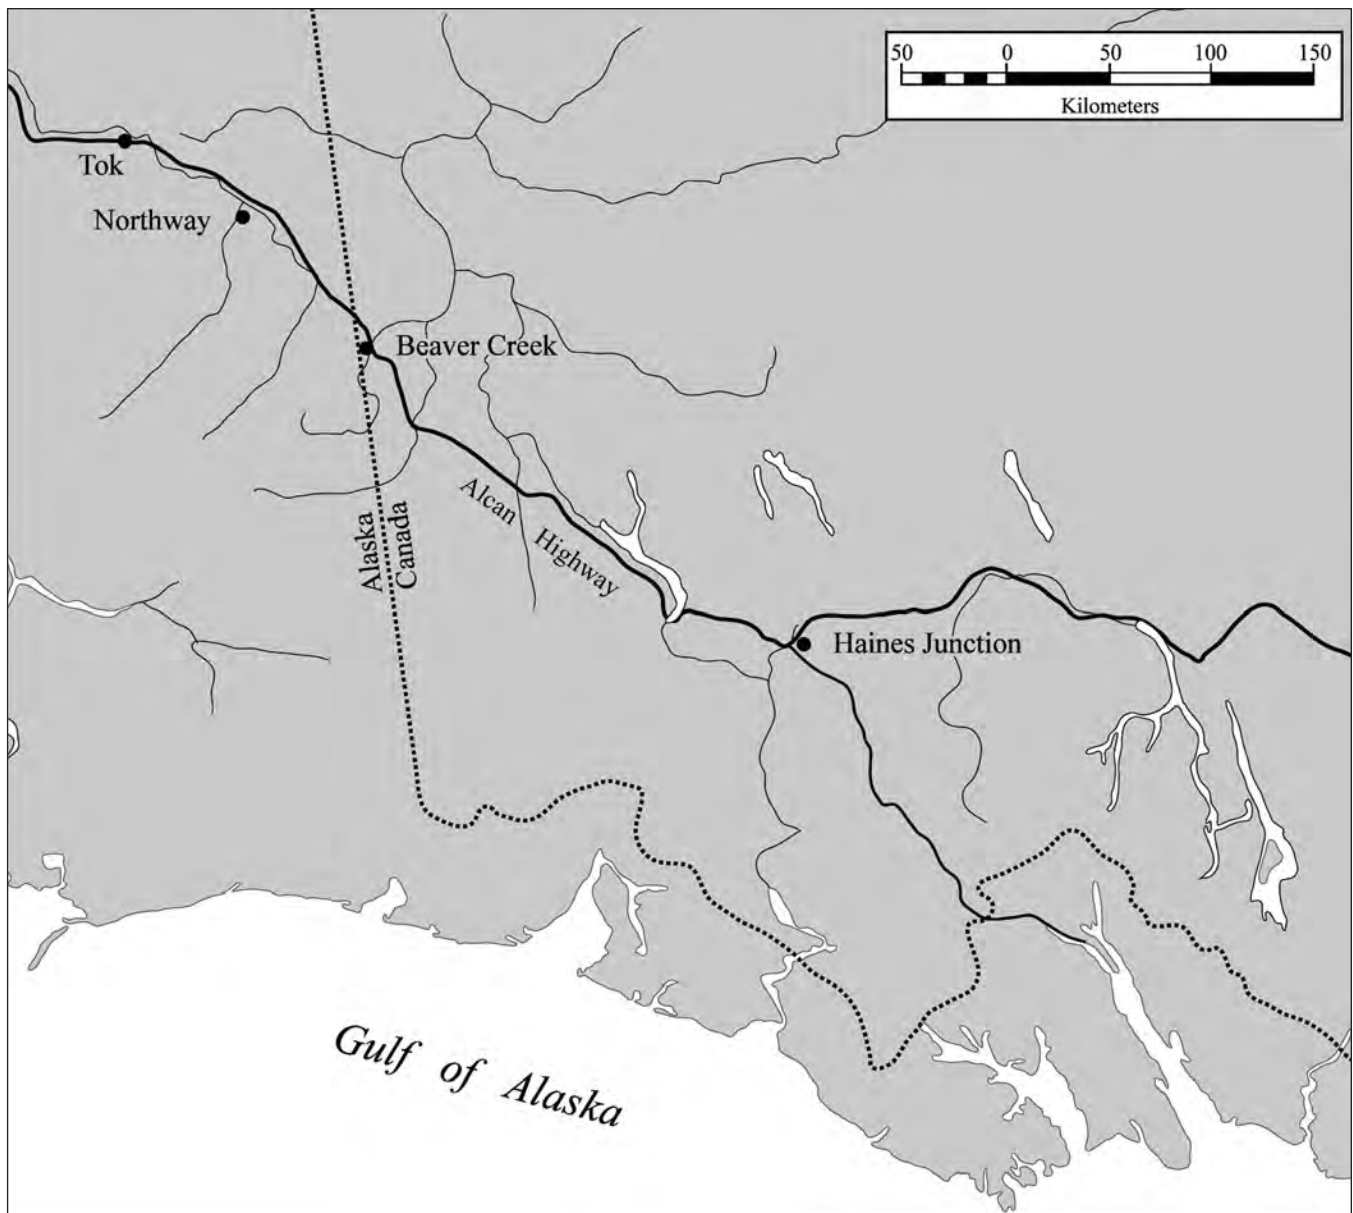 50 0 50 100 150
Kilometers
Tok
Northway
Beaver Creek
Alcan Highway
Alaska
Canada
Haines Junction
Gulf of Alaska